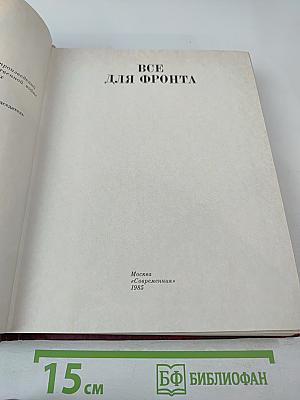 ВСЕ
ДЛЯ ФРОНТА
Москва
«Современник»
1985
15 см
БФ БИБЛИОФАН